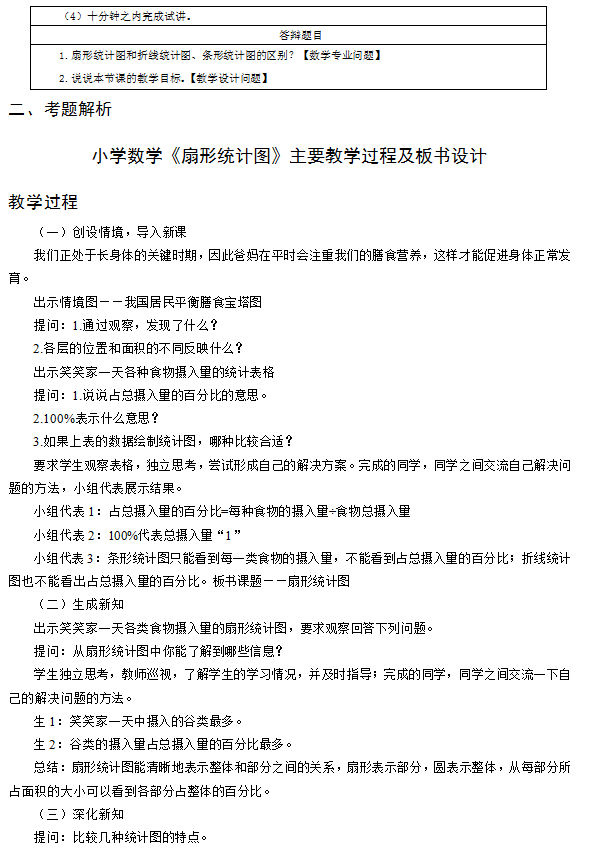 （4）十分钟之内完成试讲。
答辩题目
1. 扇形统计图和折线统计图、条形统计图的区别？【数学专业问题】
2. 说说本节课的教学目标。【教学设计问题】
二、考题解析
小学数学《扇形统计图》主要教学过程及板书设计
教学过程
（一）创设情境，导入新课
我们正处于长身体的关键时期，因此爸妈在平时会注重我们的膳食营养，这样才能促进身体正常发
育。
出示情境图－－我国居民平衡膳食宝塔图
提问：1.通过观察，发现了什么？
2.各层的位置和面积的不同反映什么？
出示笑笑家一天各种食物摄入量的统计表格
提问：1.说说占总摄入量的百分比的意思。
2.100%表示什么意思？
3.如果上表的数据绘制统计图，哪种比较合适？
要求学生观察表格，独立思考，尝试形成自己的解决方案。完成的同学，同学之间交流自己解决问
题的方法，小组代表展示结果。
小组代表 1：占总摄入量的百分比=每种食物的摄入量÷食物总摄入量
小组代表 2：100%代表总摄入量“1”
小组代表 3：条形统计图只能看到每一类食物的摄入量，不能看到占总摄入量的百分比；折线统计
图也不能看出占总摄入量的百分比。板书课题－－扇形统计图
（二）生成新知
出示笑笑家一天各类食物摄入量的扇形统计图，要求观察回答下列问题。
提问：从扇形统计图中你能了解到哪些信息？
学生独立思考，教师巡视，了解学生的学习情况，并及时指导；完成的同学，同学之间交流一下自
己的解决问题的方法。
生 1：笑笑家一天中摄入的谷类最多。
生 2：谷类的摄入量占总摄入量的百分比最多。
总结：扇形统计图能清晰地表示整体和部分之间的关系，扇形表示部分，圆表示整体，从每部分所
占面积的大小可以看到各部分占整体的百分比。
（三）深化新知
提问：比较几种统计图的特点。